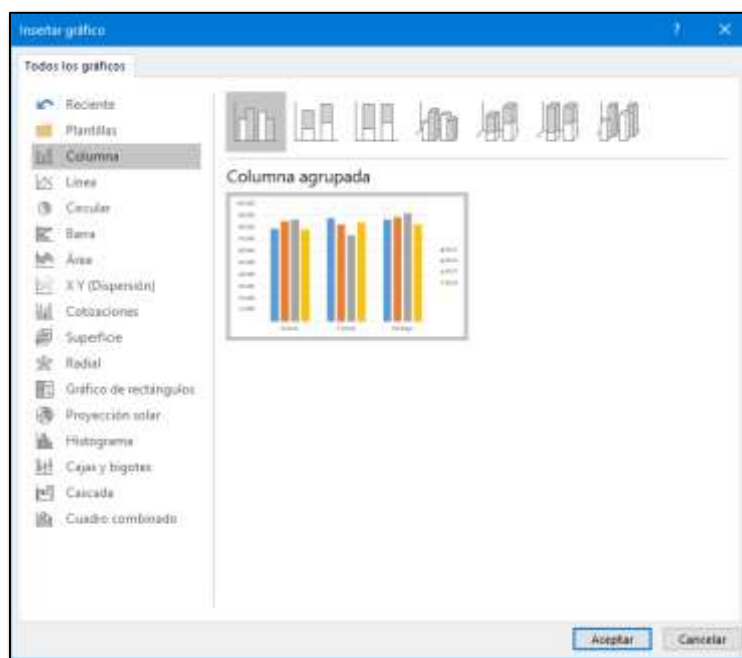 Insertar gráfico
Todos los gráficos
Reciente
Plantillas
Columna
Línea
Circular
Barra
Área
X Y (Dispersión)
Cotizaciones
Superficie
Radial
Gráfico de rectángulos
Proyección solar
Histograma
Cajas y bigotes
Cascada
Cuadro combinado
Columna agrupada
Aceptar
Cancelar